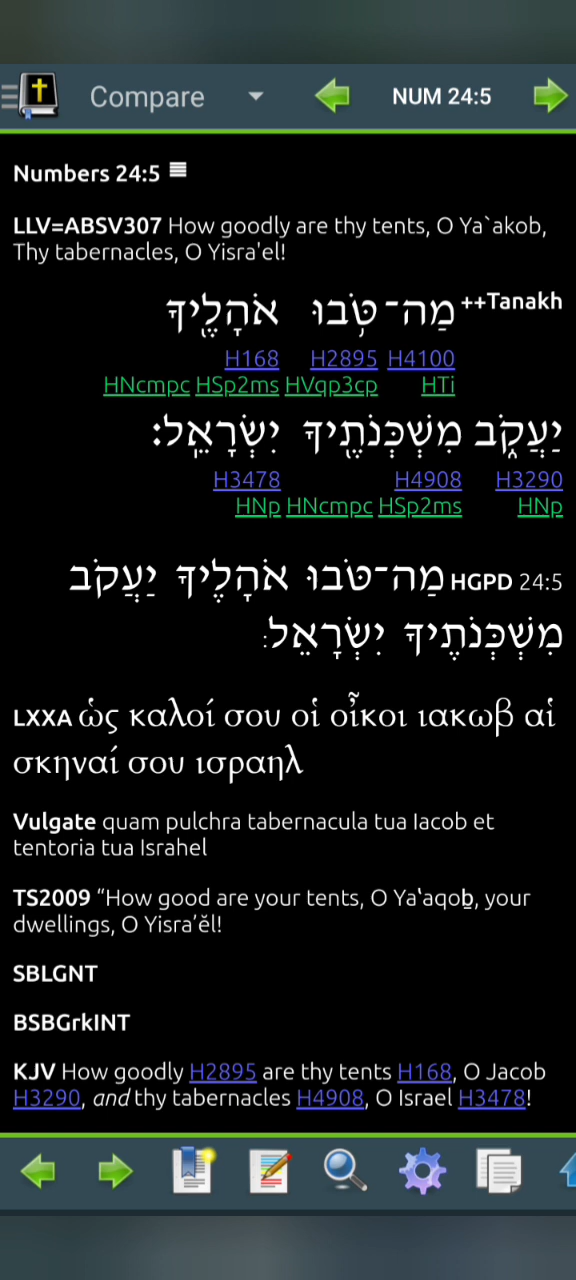 Compare
NUM 24:5
Numbers 24:5
LLV=ABSV307 How goodly are thy tents, O Ya`akob,
Thy tabernacles, O Yisra'el!
++Tanakh מַה־ טֹּ֥בוּ אֹהָלֶ֖יךָ
H168 H2895 H4100
HNcmpc HSp2ms HVqp3cp HTi
יַעֲקֹ֑ב מִשְׁכְּנֹתֶ֖יךָ יִשְׂרָאֵֽל׃
H3478 H4908 H3290
HNp HNcmpc HSp2ms HNp
HGPD 24:5 מַה־טֹּבוּ אֹהָלֶיךָ יַעֲקֹב
מִשְׁכְּנֹתֶיךָ יִשְׂרָאֵל׃
LXXA ὡς καλοί σου οἱ οἶκοι ιακωβ αἱ
σκηναί σου ισραηλ
Vulgate quam pulchra tabernacula tua Iacob et
tentoria tua Israhel
TS2009 “How good are your tents, O Ya‛aqoḇ, your
dwellings, O Yisra’ĕl!
SBLGNT
BSBGrkINT
KJV How goodly H2895 are thy tents H168, O Jacob
H3290, and thy tabernacles H4908, O Israel H3478!